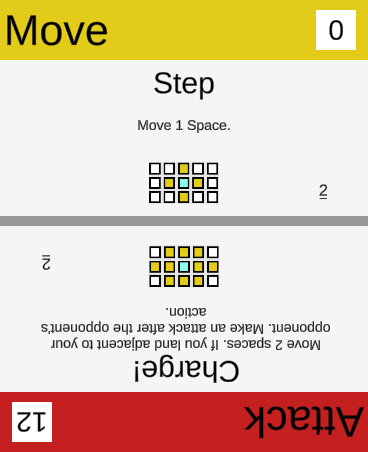 Move
0
Step
Move 1 Space.
2
Attack
12
Charge!
Move 2 spaces. If you land adjacent to your
opponent. Make an attack after the opponent's
action.
2